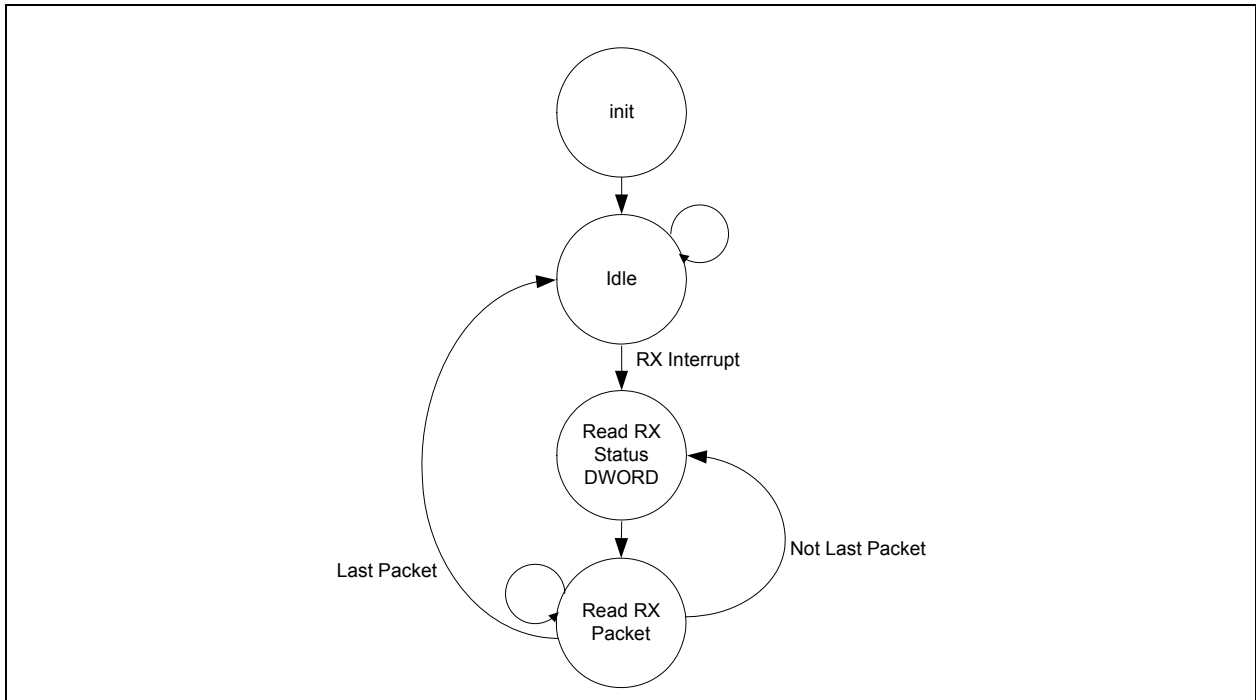 init
Idle
RX Interrupt
Read RX
Status
DWORD
Not Last Packet
Last Packet
Read RX
Packet